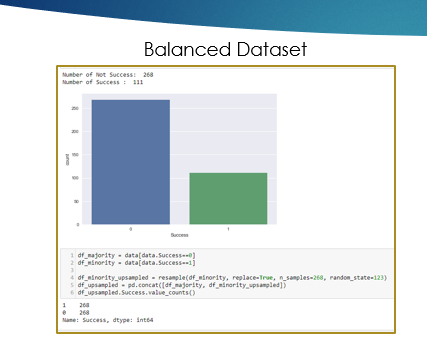 Balanced Dataset
Number of Not Success: 268
Number of Success : 111
250
200
150
100
50
0
count
0 1
Success
1 df_majority = data[data.Success==0]
2 df_minority = data[data.Success==1]
3
4 df_minority_upsampled = resample(df_minority, replace=True, n_samples=268, random_state=123)
5 df_upsampled = pd.concat([df_majority, df_minority_upsampled])
6 df_upsampled.Success.value_counts()
1 268
0 268
Name: Success, dtype: int64